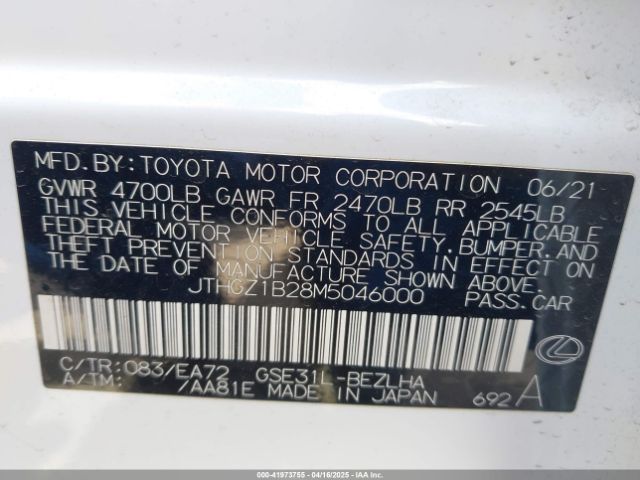 MFD. BY: TOYOTA MOTOR CORPORATION 06/21
GVWR 4700LB GAWR FR 2470LB RR 2545LB
THIS VEHICLE CONFORMS TO ALL APPLICABLE
FEDERAL MOTOR VEHICLE SAFETY, BUMPER, AND
THEFT PREVENTION STANDARDS IN EFFECT ON
THE DATE OF MANUFACTURE SHOWN ABOVE.
JTHGZ1B28M5046000 PASS.CAR
C/TR: 083/EA72 GSE31L-BEZLHA
A/TM: /AA81E MADE IN JAPAN 692 A
000-41973755 - 04/16/2025 - IAAI.COM